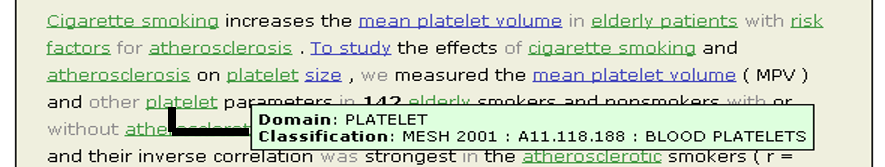 Cigarette smoking increases the mean platelet volume in elderly patients with risk
factors for atherosclerosis . To study the effects of cigarette smoking and
atherosclerosis on platelet size , we measured the mean platelet volume ( MPV )
and other platelet parameters in 142 elderly smokers and nonsmokers with or
without
Domain: PLATELET
Classification: MESH 2001 : A11.118.188 : BLOOD PLATELETS
and their inverse correlation was strongest in the atherosclerotic smokers ( r =